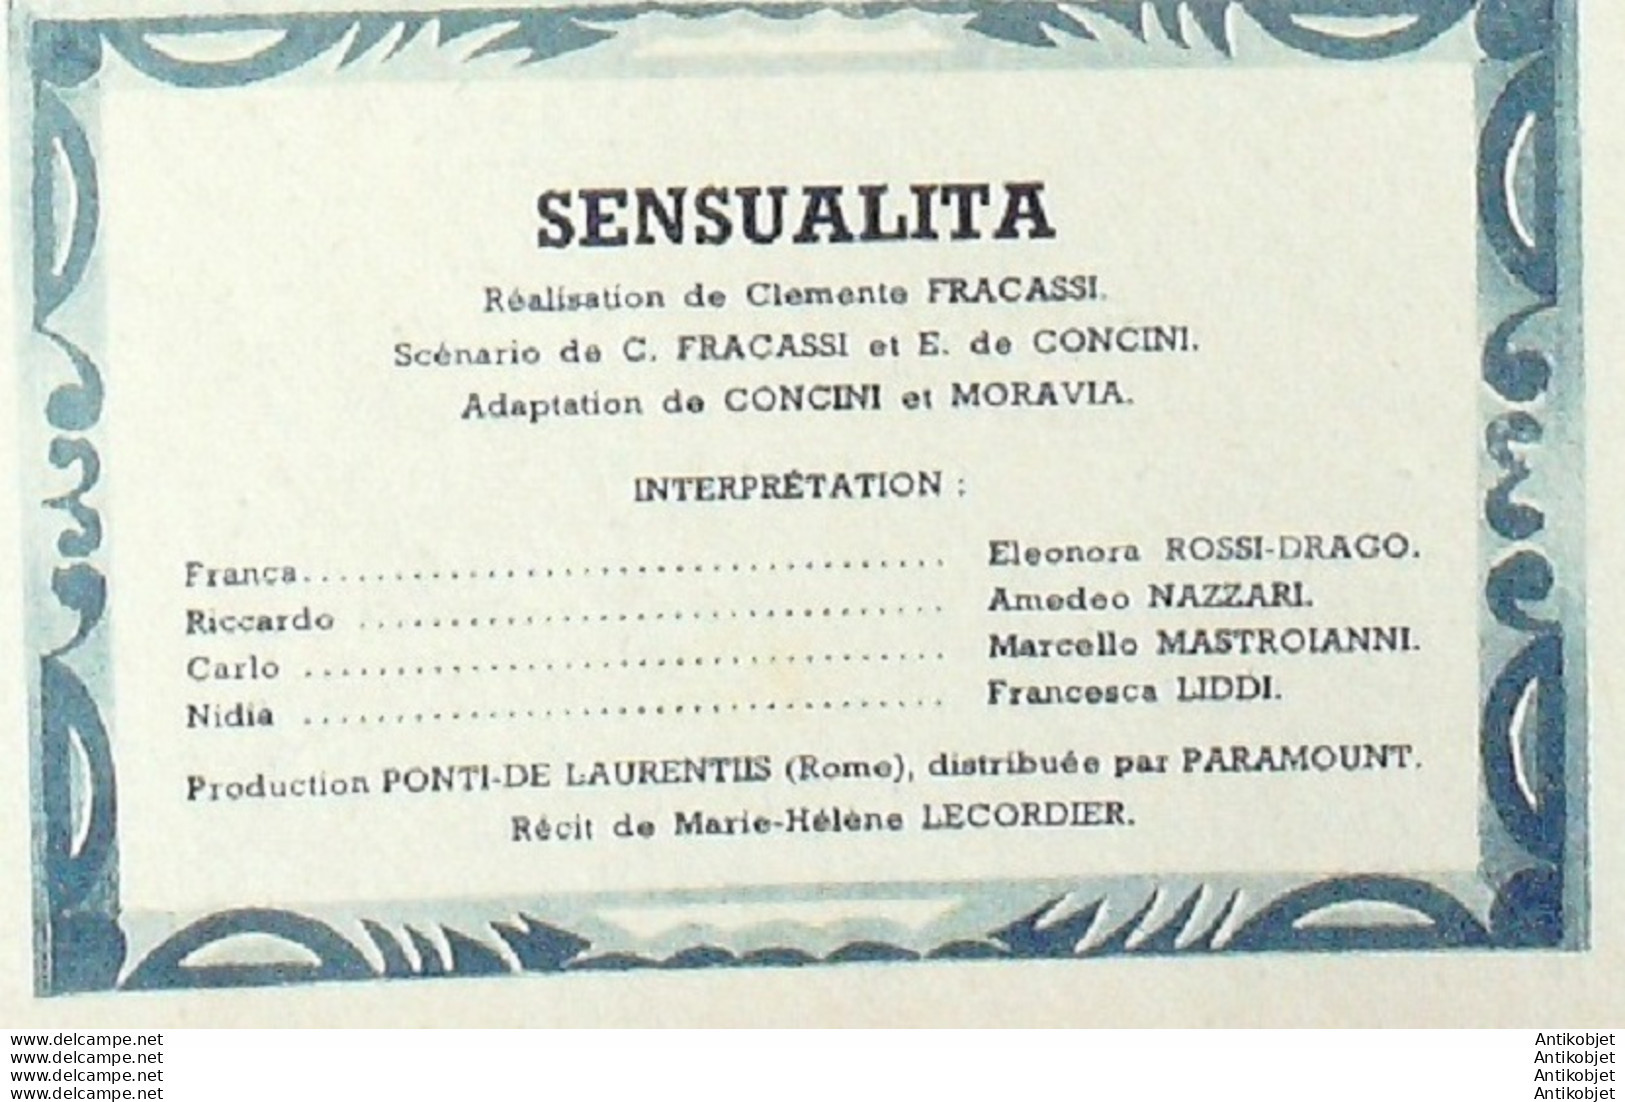 SENSUALITA
Réalisation de Clemente FRACASSI.
Scénario de C. FRACASSI et E. de CONCINI.
Adaptation de CONCINI et MORAVIA.
INTERPRÉTATION :
Franca.................................... Eleonora ROSSI-DRAGO.
Riccardo ................................. Amedeo NAZZARI.
Carlo .................................... Marcello MASTROIANNI.
Nidia .................................... Francesca LIDDI.
Production PONTI-DE LAURENTIIS (Rome), distribuée par PARAMOUNT.
Récit de Marie-Hélène LECORDIER.
www.delcampe.net Antikobjet
www.delcampe.net Antikobjet
www.delcampe.net Antikobjet
www.delcampe.net Antikobjet